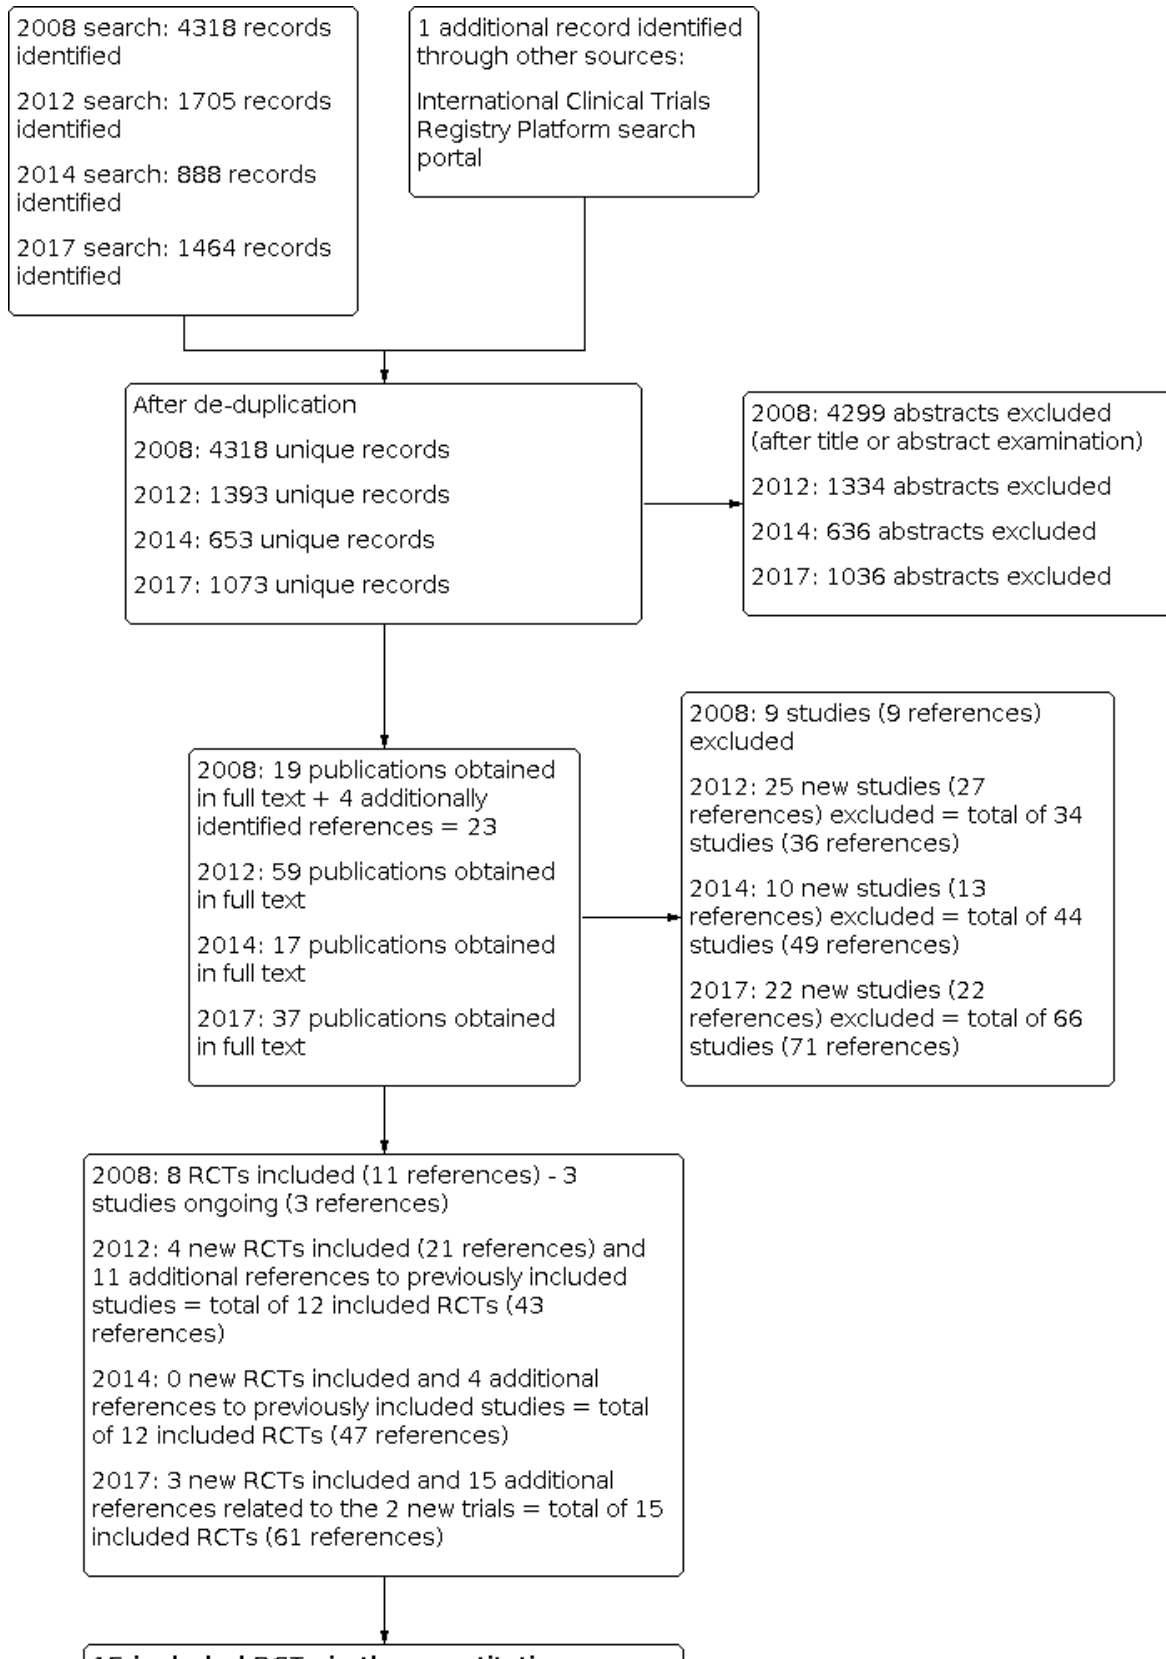 2008 search: 4318 records
identified
2012 search: 1705 records
identified
2014 search: 888 records
identified
2017 search: 1464 records
identified
1 additional record identified
through other sources:
International Clinical Trials
Registry Platform search
portal
After de-duplication
2008: 4318 unique records
2012: 1393 unique records
2014: 653 unique records
2017: 1073 unique records
2008: 4299 abstracts excluded
(after title or abstract examination)
2012: 1334 abstracts excluded
2014: 636 abstracts excluded
2017: 1036 abstracts excluded
2008: 19 publications obtained
in full text + 4 additionally
identified references = 23
2012: 59 publications obtained
in full text
2014: 17 publications obtained
in full text
2017: 37 publications obtained
in full text
2008: 9 studies (9 references)
excluded
2012: 25 new studies (27
references) excluded = total of 34
studies (36 references)
2014: 10 new studies (13
references) excluded = total of 44
studies (49 references)
2017: 22 new studies (22
references) excluded = total of 66
studies (71 references)
2008: 8 RCTs included (11 references) - 3
studies ongoing (3 references)
2012: 4 new RCTs included (21 references) and
11 additional references to previously included
studies = total of 12 included RCTs (43
references)
2014: 0 new RCTs included and 4 additional
references to previously included studies = total
of 12 included RCTs (47 references)
2017: 3 new RCTs included and 15 additional
references related to the 2 new trials = total of 15
included RCTs (61 references)
15 included RCTs in the